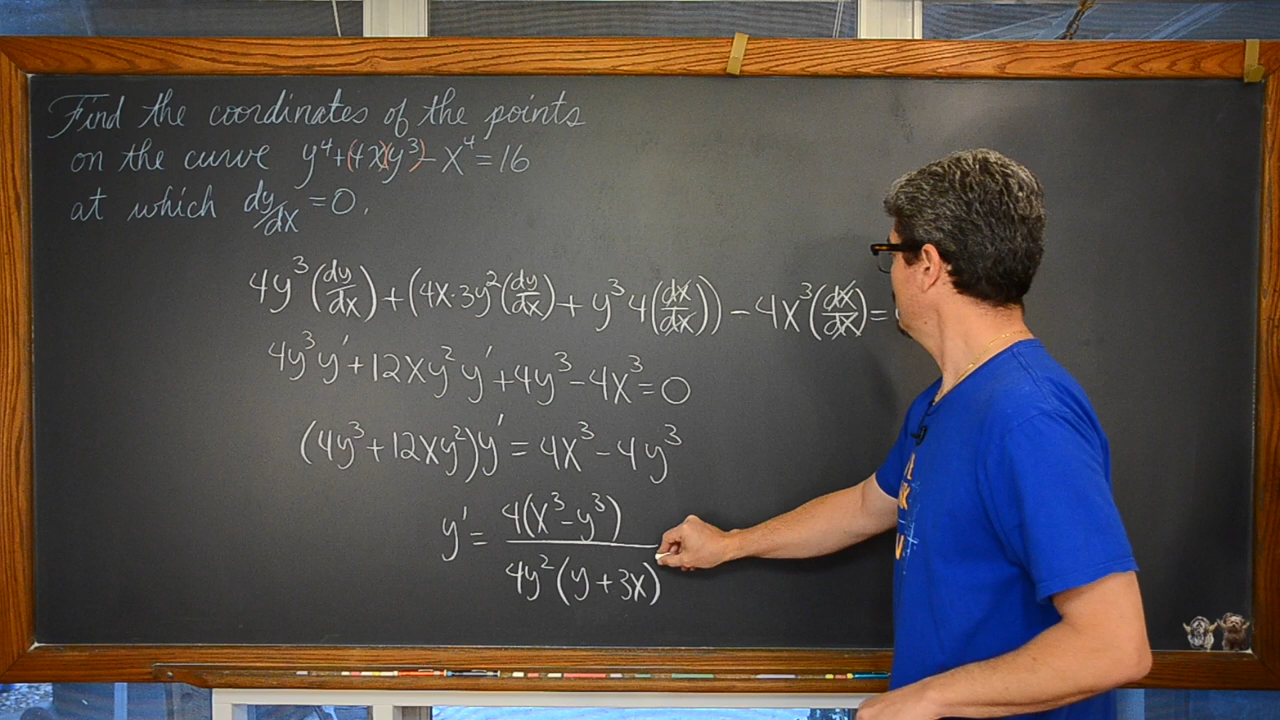 Find the coordinates of the points
on the curve y⁴+(4x)(y³)-x⁴=16
at which dy/dx=0.
4y³(dy/dx)+(4x·3y²(dy/dx)+y³4(dx/dx))-4x³(dx/dx)=
4y³y'+12xy²y'+4y³-4x³=0
(4y³+12xy²)y'=4x³-4y³
y'=4(x³-y³)/4y²(y+3x)